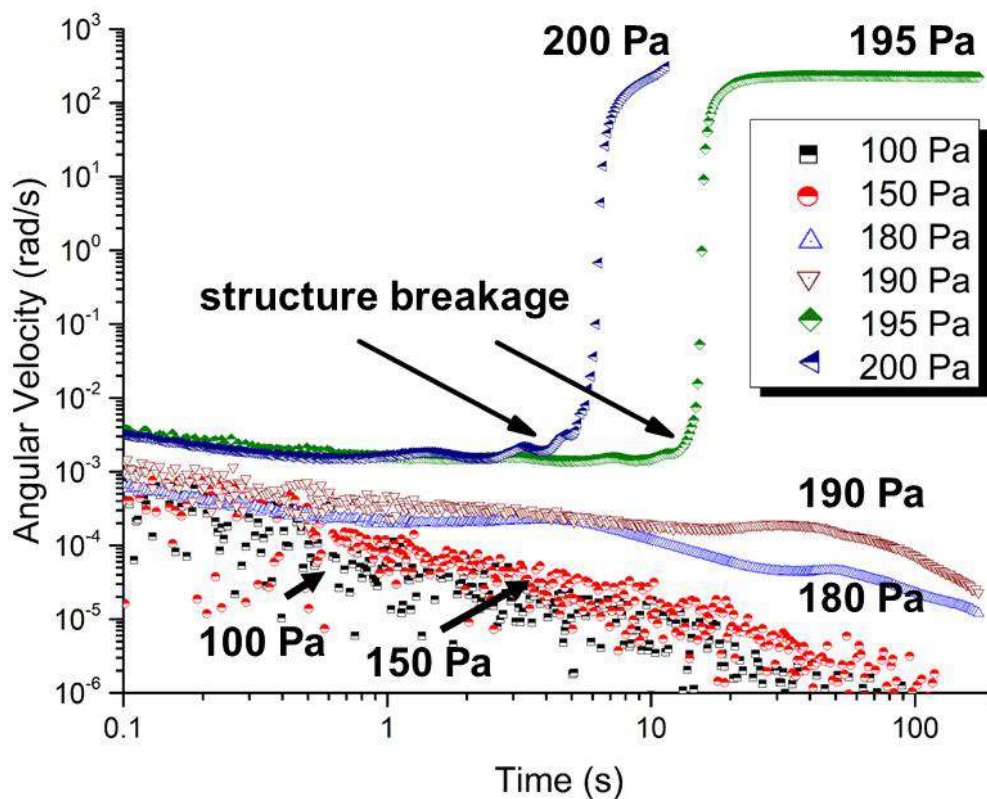 200 Pa
195 Pa
10³
10²
10¹
10⁰
10⁻¹
10⁻²
10⁻³
10⁻⁴
10⁻⁵
10⁻⁶
Angular Velocity (rad/s)
100 Pa
150 Pa
180 Pa
190 Pa
195 Pa
200 Pa
structure breakage
190 Pa
180 Pa
100 Pa
150 Pa
0.1
1
10
100
Time (s)